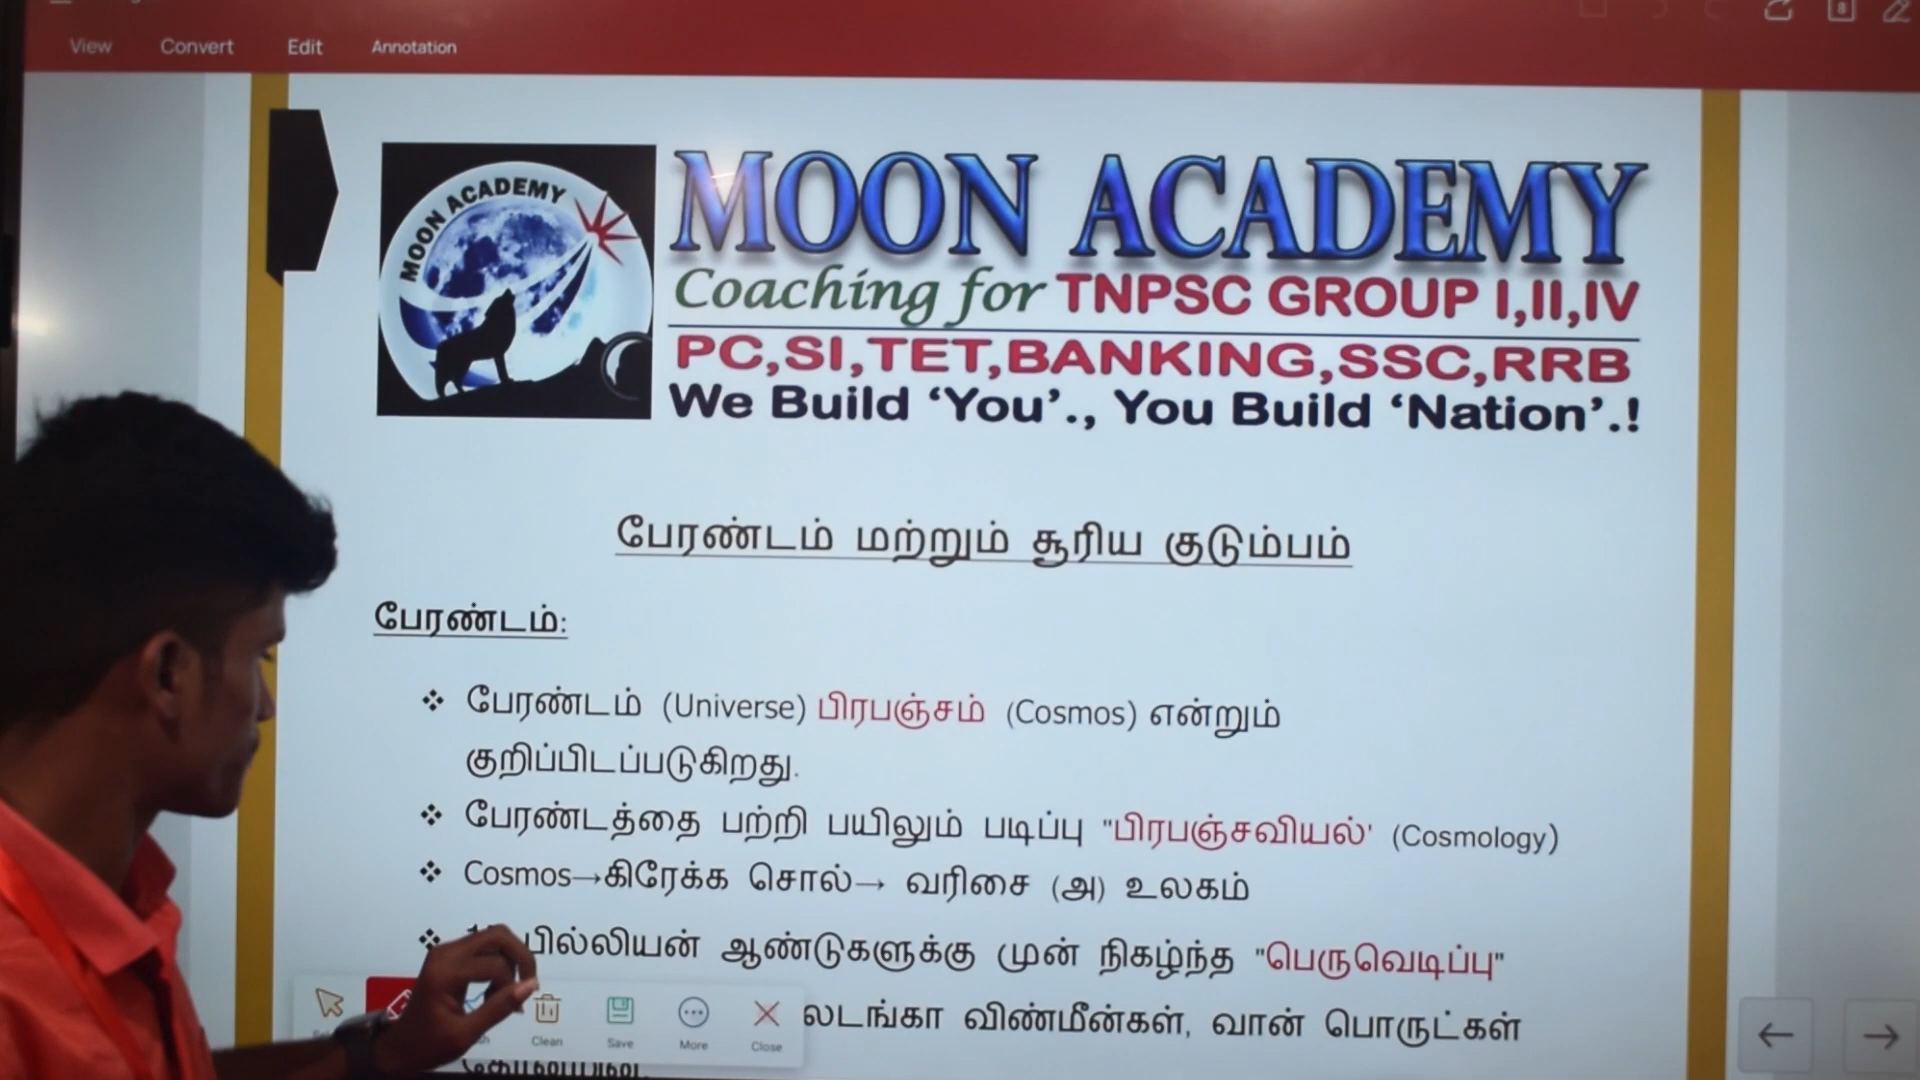 View Convert Edit Annotation
MOON ACADEMY
MOON ACADEMY
Coaching for TNPSC GROUP I,II,IV
PC,SI,TET,BANKING,SSC,RRB
We Build ‘You’., You Build ‘Nation’.!
பேரண்டம் மற்றும் சூரிய குடும்பம்
பேரண்டம்:
❖ பேரண்டம் (Universe) பிரபஞ்சம் (Cosmos) என்றும்
குறிப்பிடப்படுகிறது.
❖ பேரண்டத்தை பற்றி பயிலும் படிப்பு "பிரபஞ்சவியல்' (Cosmology)
❖ Cosmos→கிரேக்க சொல்→ வரிசை (அ) உலகம்
❖ பில்லியன் ஆண்டுகளுக்கு முன் நிகழ்ந்த "பெருவெடிப்பு"
விண்மீன்கள், வான் பொருட்கள்
Clean Save More Close